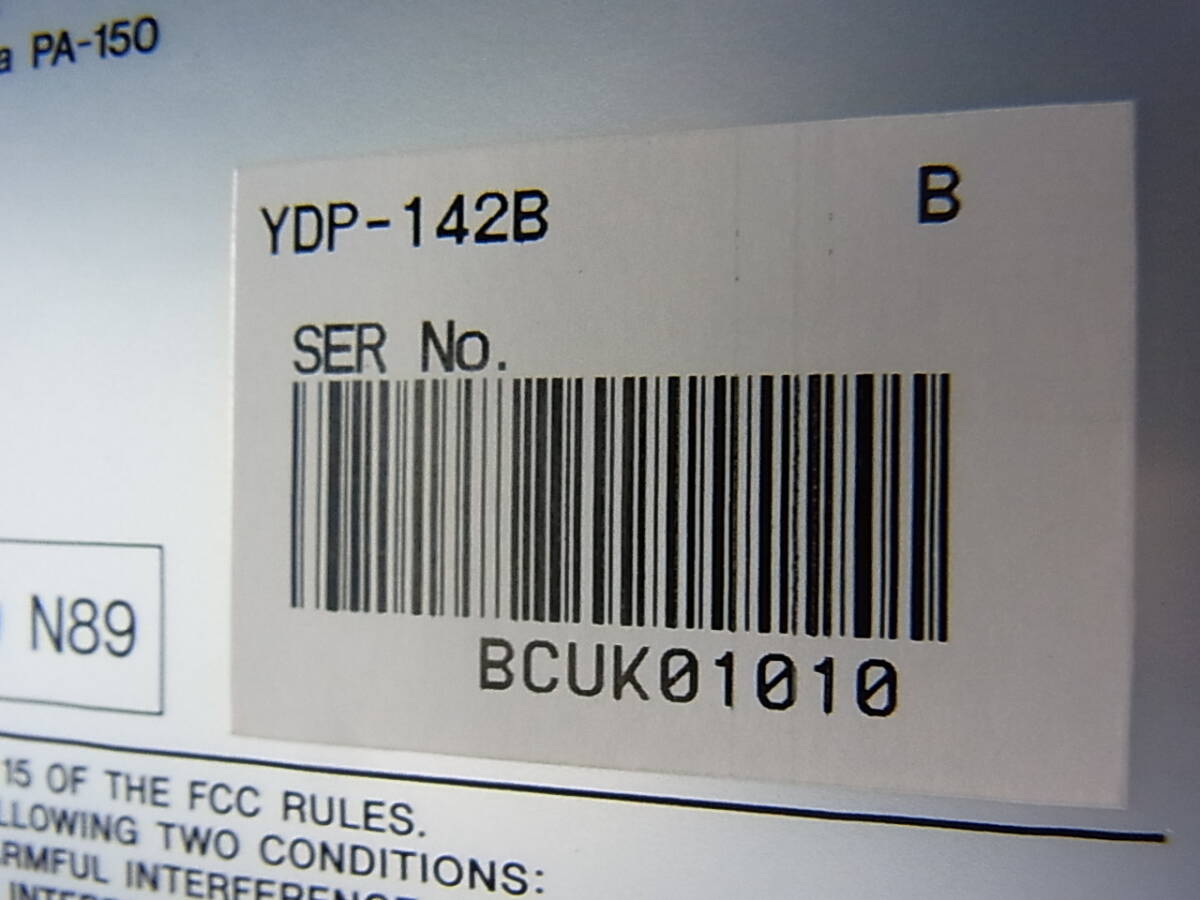 a PA-150
YDP-142B B
SER No.
BCUK01010
N89
15 OF THE FCC RULES.
LLOWING TWO CONDITIONS:
ARMFUL INTERFERENCE